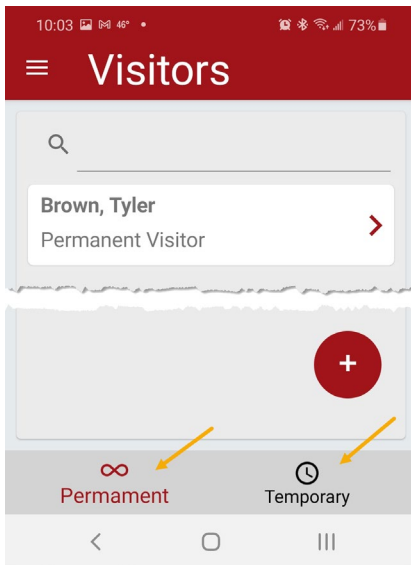 10:03 46° 73%
Visitors
Brown, Tyler
Permanent Visitor
+
Permament
Temporary